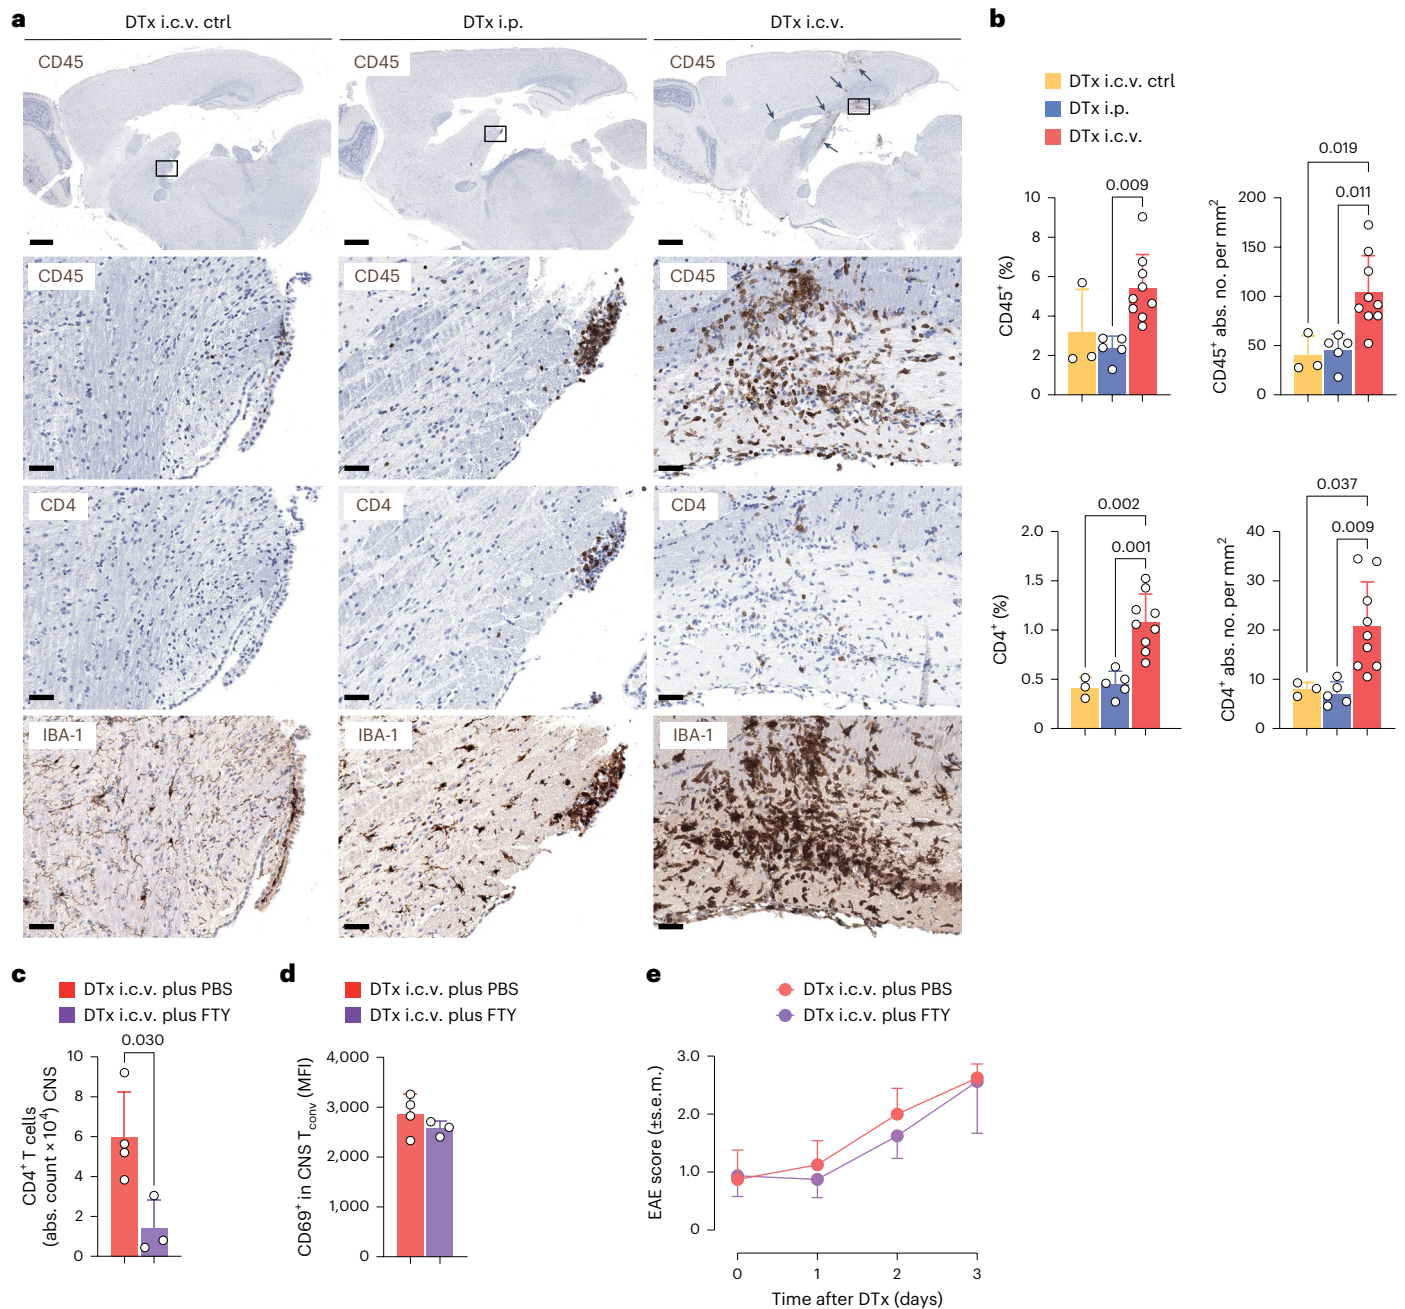 a
DTx i.c.v. ctrl
DTx i.p.
DTx i.c.v.
CD45
CD45
CD45
CD45
CD45
CD45
CD4
CD4
CD4
IBA-1
IBA-1
IBA-1
b
DTx i.c.v. ctrl
DTx i.p.
DTx i.c.v.
CD45⁺ (%)
10
8
6
4
2
0
0.009
CD45⁺ abs. no. per mm²
200
150
100
50
0
0.019
0.011
CD4⁺ (%)
2.0
1.5
1.0
0.5
0
0.002
0.001
CD4⁺ abs. no. per mm²
40
30
20
10
0
0.037
0.009
c
DTx i.c.v. plus PBS
DTx i.c.v. plus FTY
0.030
CD4⁺ T cells
(abs. count ×10⁴) CNS
10
8
6
4
2
0
d
DTx i.c.v. plus PBS
DTx i.c.v. plus FTY
CD69⁺ in CNS Tconv (MFI)
4,000
3,000
2,000
1,000
0
e
DTx i.c.v. plus PBS
DTx i.c.v. plus FTY
EAE score (±s.e.m.)
3.0
2.0
1.0
0
0 1 2 3
Time after DTx (days)